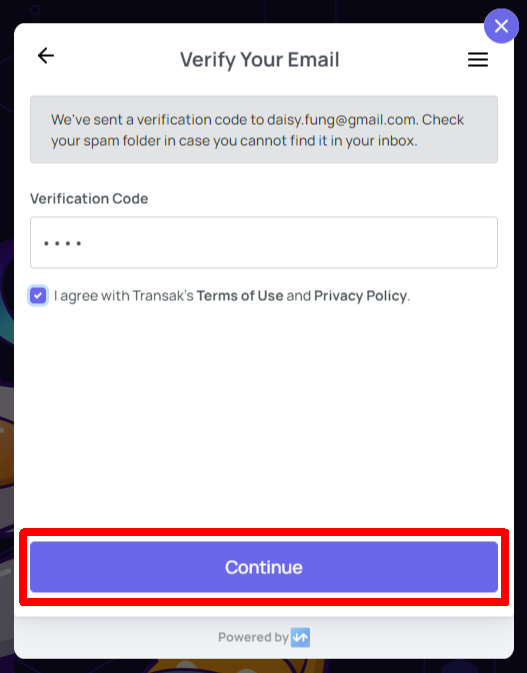 Verify Your Email
We've sent a verification code to daisy.fung@gmail.com. Check
your spam folder in case you cannot find it in your inbox.
Verification Code
••••
I agree with Transak's Terms of Use and Privacy Policy.
Continue
Powered by